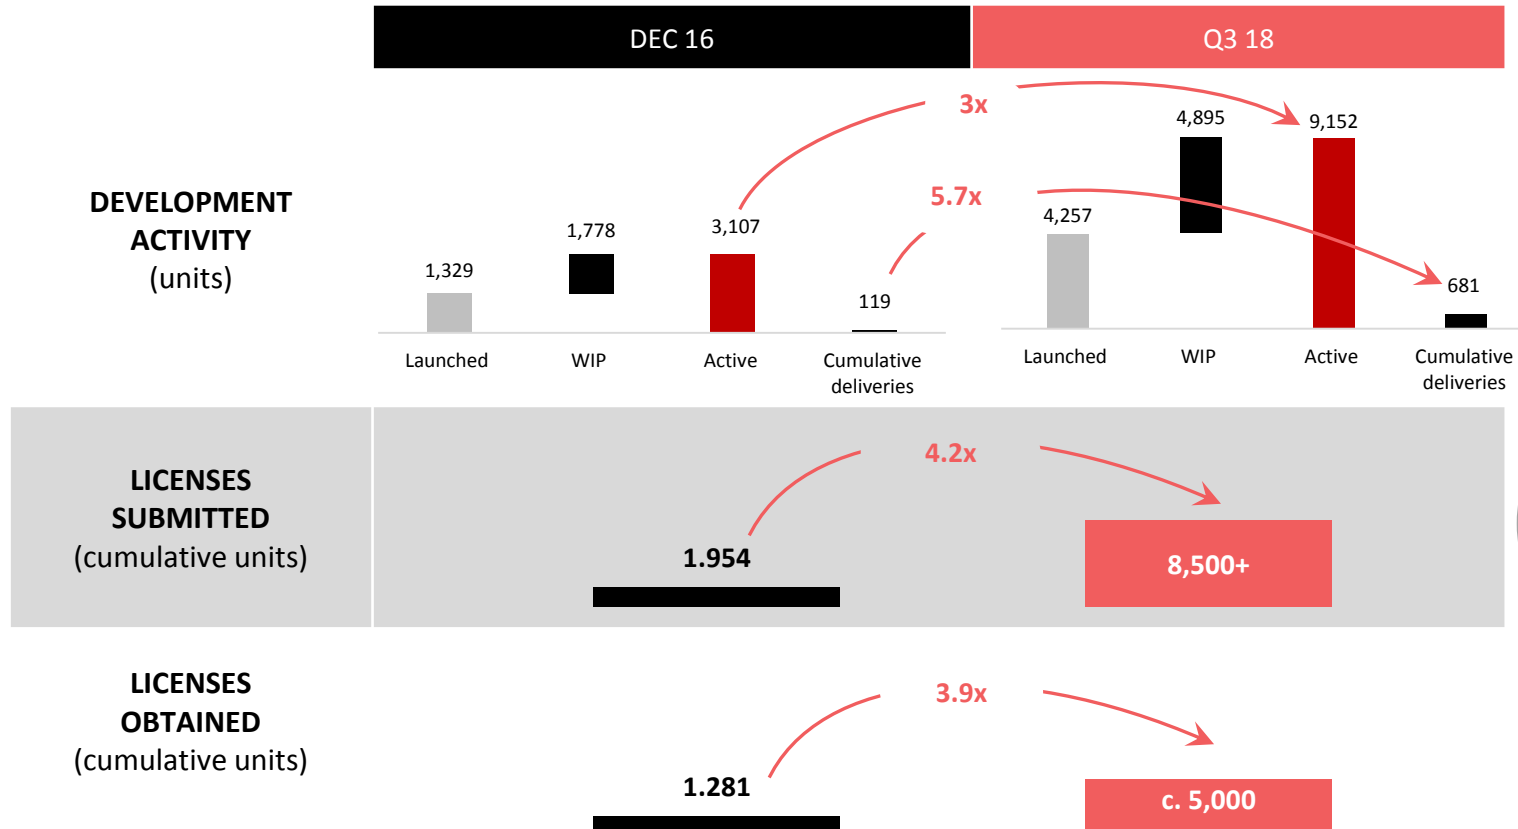 DEC 16
Q3 18
DEVELOPMENT
ACTIVITY
(units)
3x
5.7x
1,329
1,778
3,107
119
4,257
4,895
9,152
681
Launched
WIP
Active
Cumulative
deliveries
Launched
WIP
Active
Cumulative
deliveries
LICENSES
SUBMITTED
(cumulative units)
4.2x
1.954
8,500+
LICENSES
OBTAINED
(cumulative units)
3.9x
1.281
c. 5,000